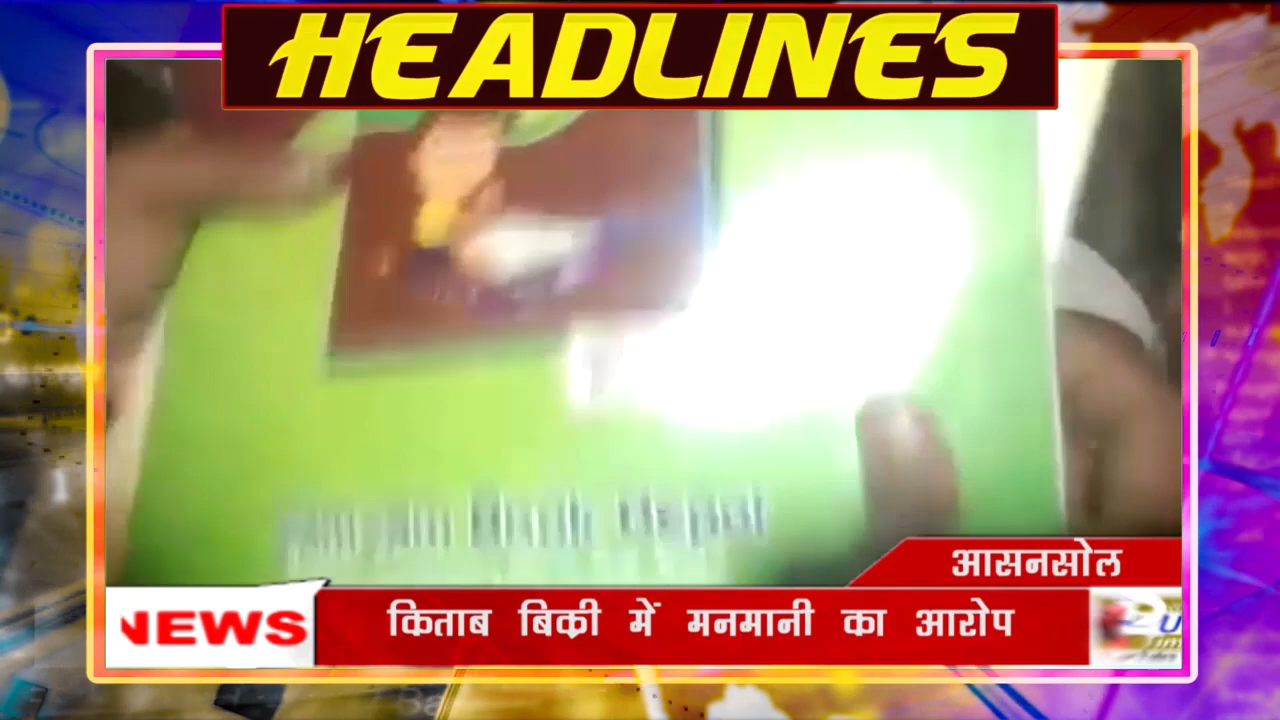 HEADLINES
आसनसोल
NEWS
किताब बिक्री में मनमानी का आरोप